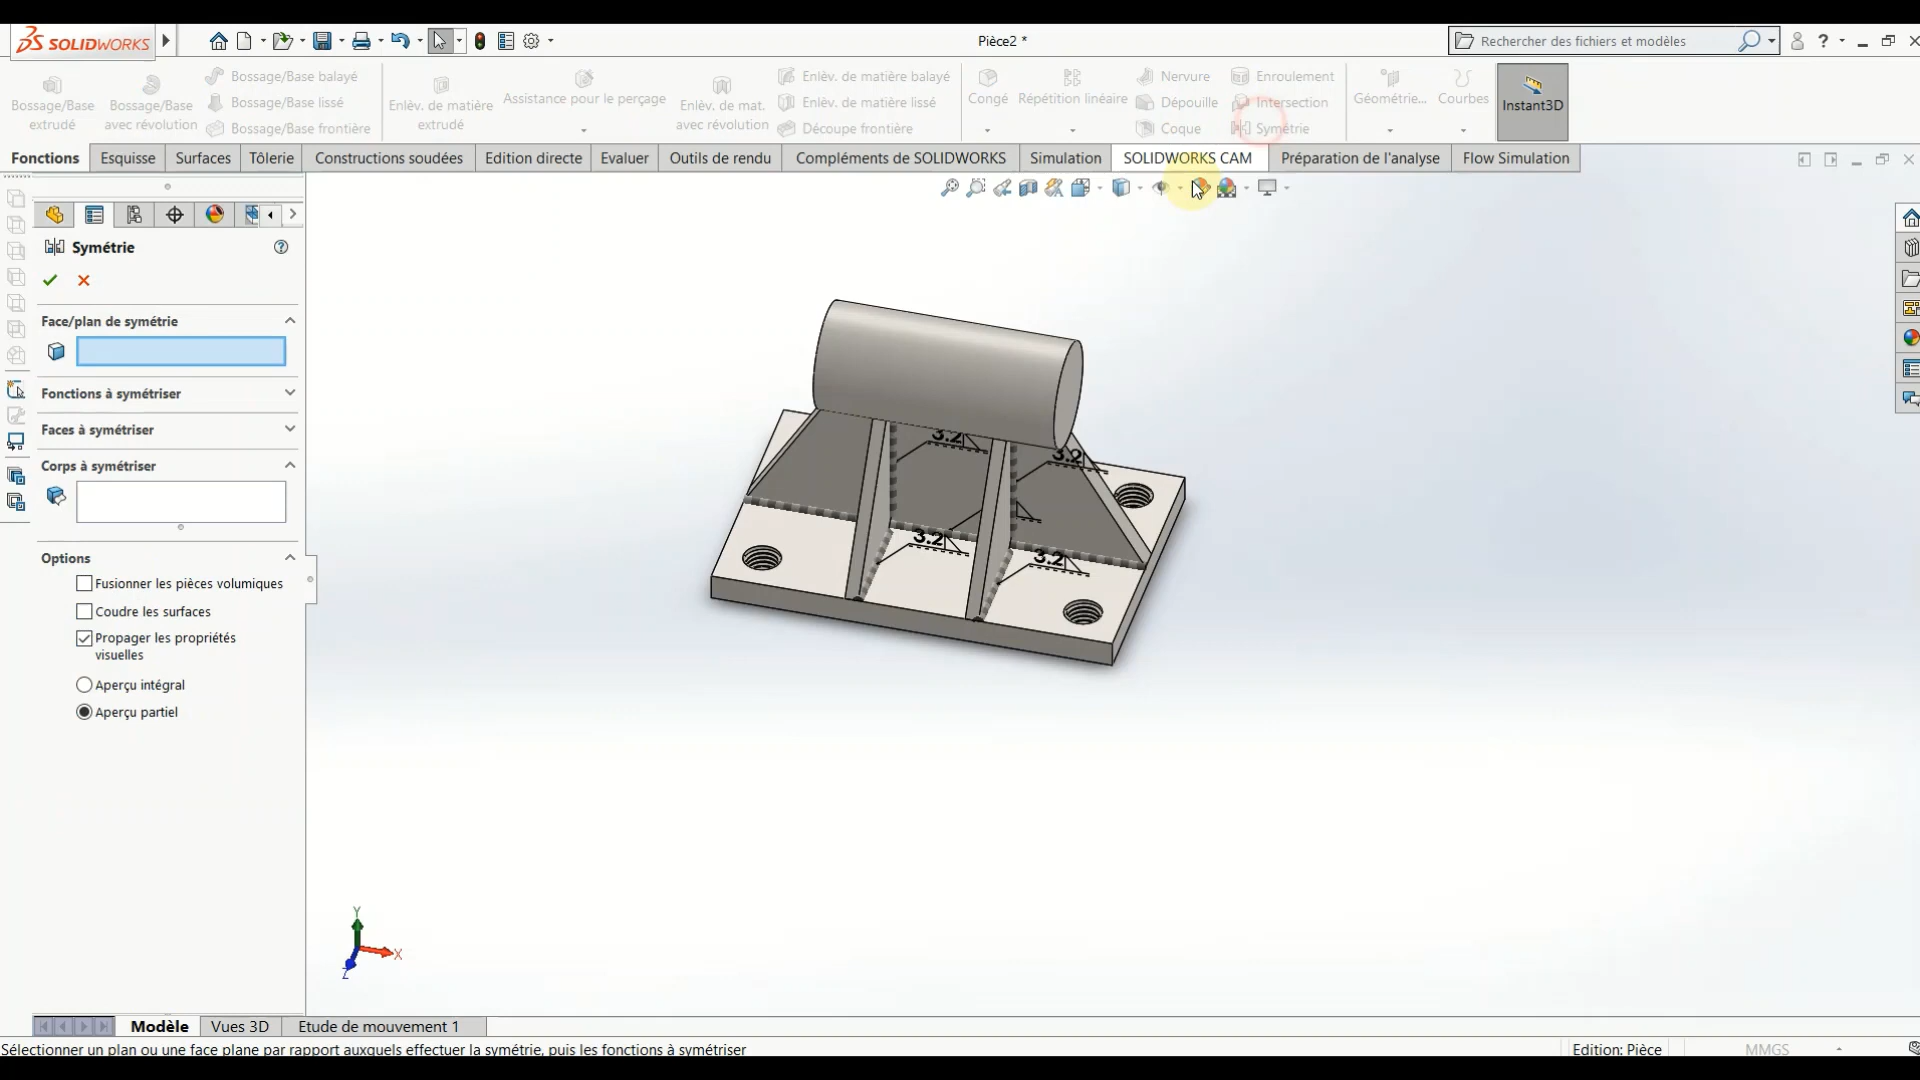 SOLIDWORKS
Pièce2 *
Rechercher des fichiers et modèles
Bossage/Base extrudé
Bossage/Base avec révolution
Bossage/Base balayé
Bossage/Base lissé
Bossage/Base frontière
Enlèv. de matière extrudé
Assistance pour le perçage
Enlèv. de mat. avec révolution
Enlèv. de matière balayé
Enlèv. de matière lissé
Découpe frontière
Congé
Répétition linéaire
Nervure
Dépouille
Coque
Enroulement
Intersection
Symétrie
Géométrie...
Courbes
Instant3D
Fonctions
Esquisse
Surfaces
Tôlerie
Constructions soudées
Edition directe
Evaluer
Outils de rendu
Compléments de SOLIDWORKS
Simulation
SOLIDWORKS CAM
Préparation de l'analyse
Flow Simulation
Symétrie
Face/plan de symétrie
Fonctions à symétriser
Faces à symétriser
Corps à symétriser
Options
Fusionner les pièces volumiques
Coudre les surfaces
Propager les propriétés
visuelles
Aperçu intégral
Aperçu partiel
3.2
3.2
3.2
3.2
Y
X
Z
Modèle
Vues 3D
Etude de mouvement 1
Sélectionner un plan ou une face plane par rapport auxquels effectuer la symétrie, puis les fonctions à symétriser
Edition: Pièce
MMGS